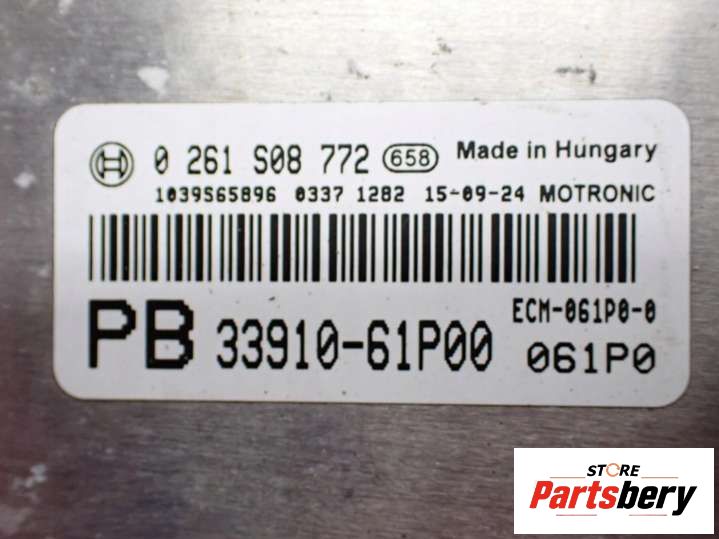 0 261 S08 772 658 Made in Hungary
1039S65896 0337 1282 15-09-24 MOTRONIC
PB 33910-61P00 ECM-061P0-0
061P0
STORE
Partsbery